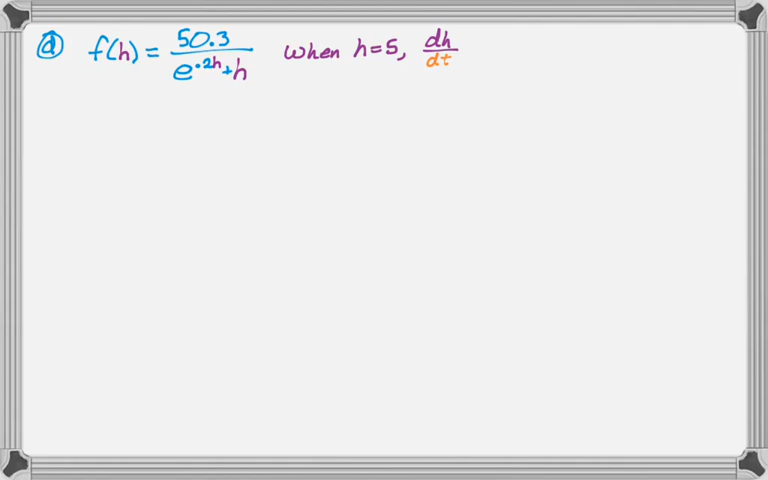 ⓓ f(h) = 50.3 / e^.2h + h when h=5, dh/dt